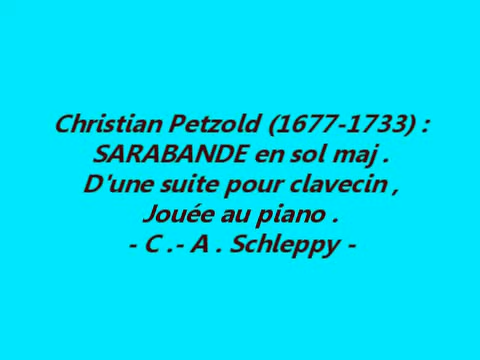 Christian Petzold (1677-1733) :
SARABANDE en sol maj .
D'une suite pour clavecin ,
Jouée au piano .
- C .- A . Schleppy -